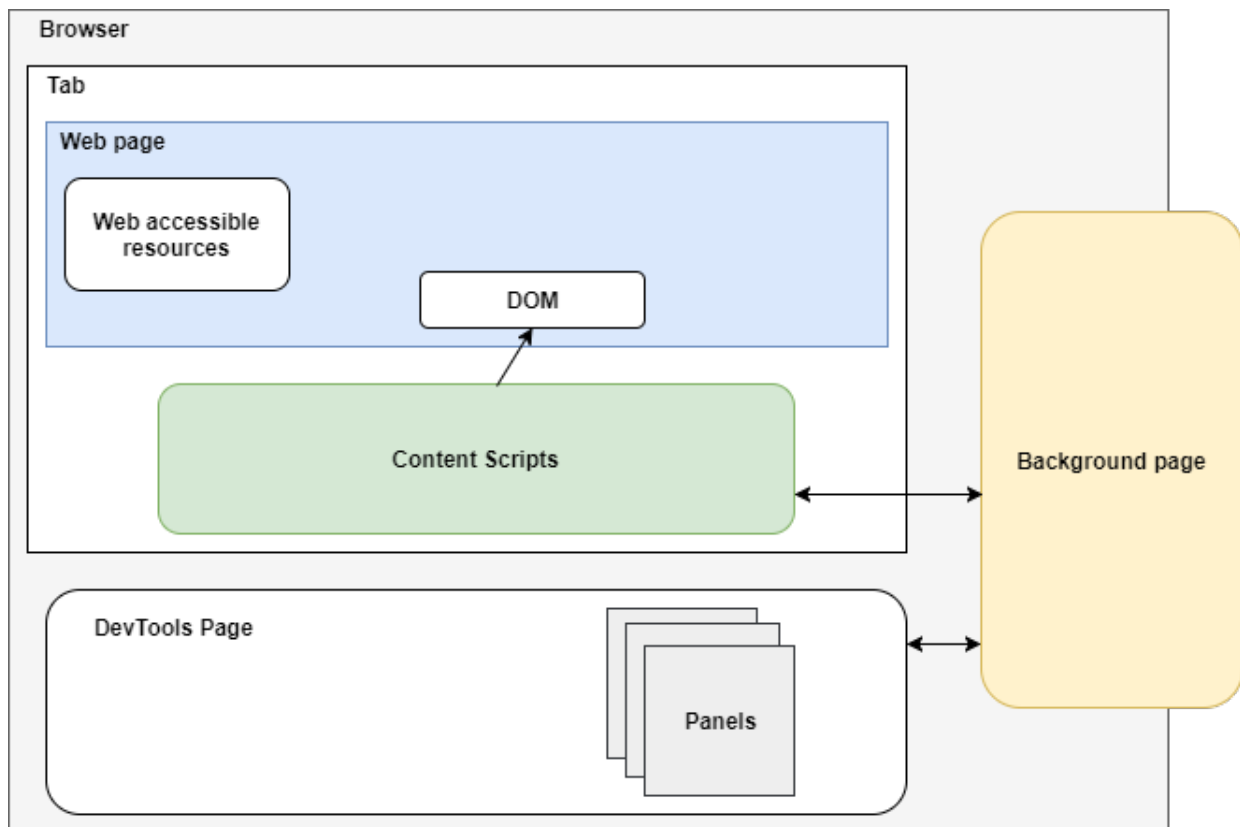 Browser
Tab
Web page
Web accessible
resources
DOM
Content Scripts
Background page
DevTools Page
Panels